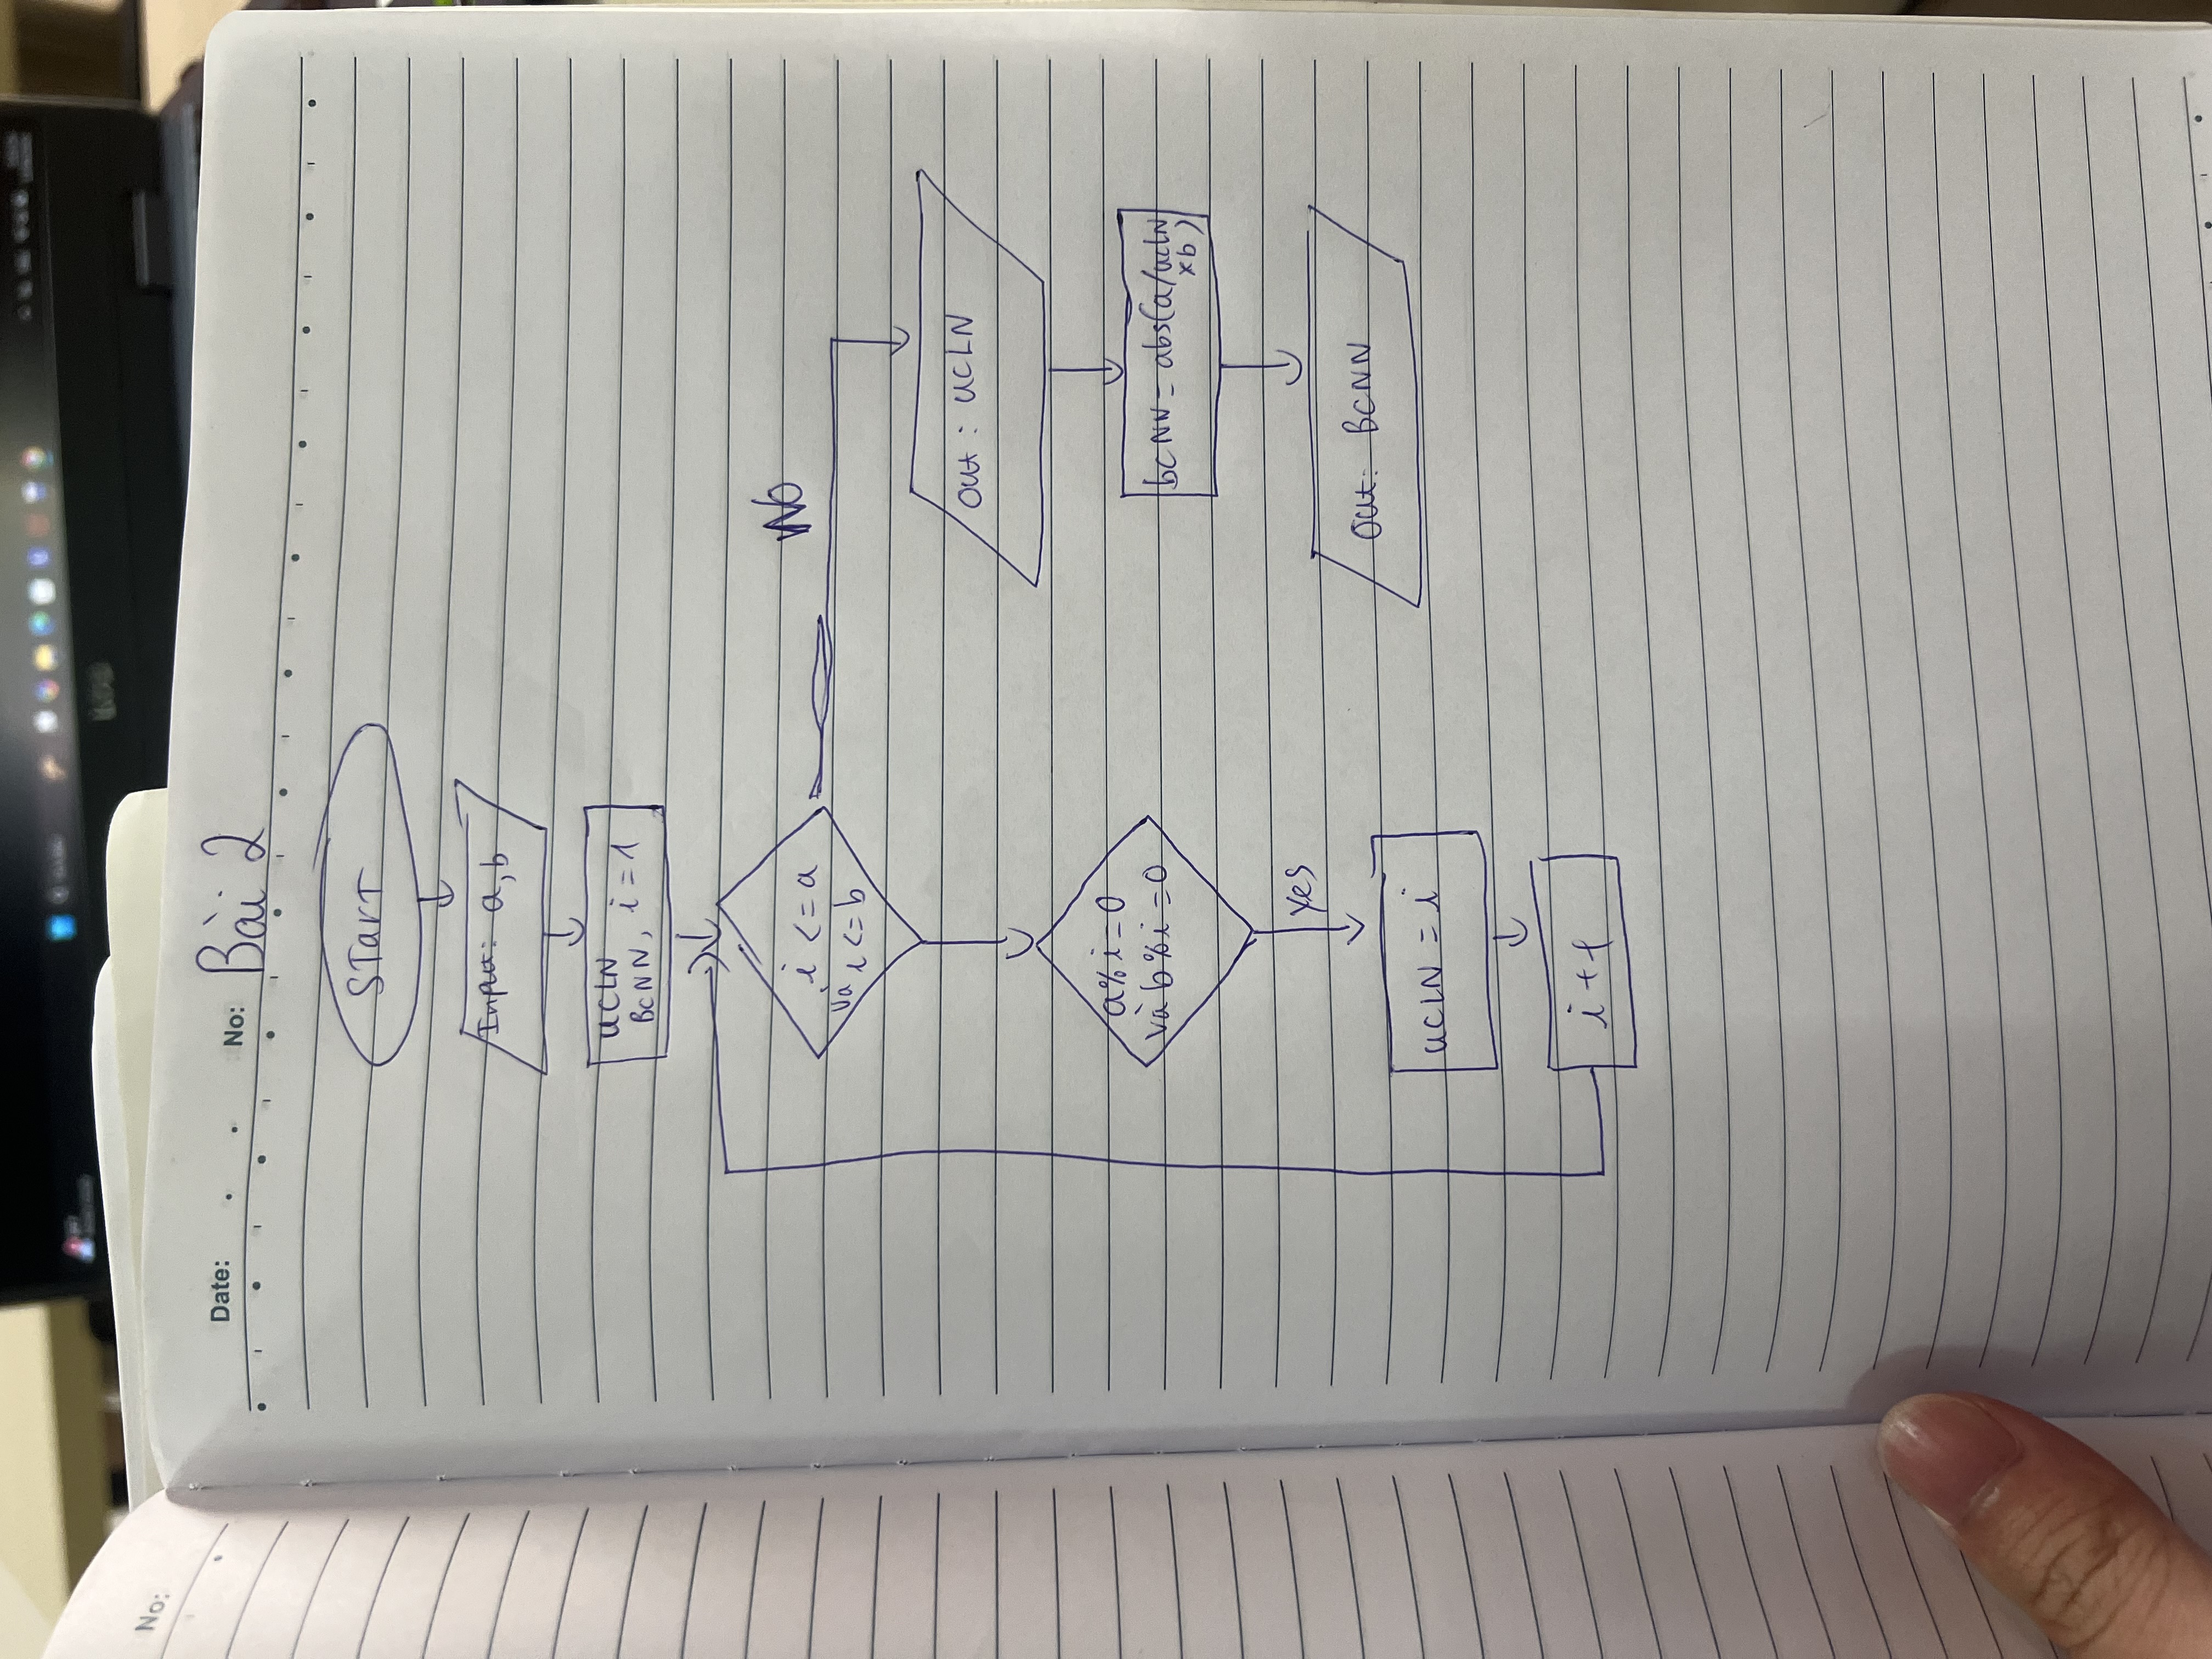 No:
Date:
No: Bài 2
START
Input: a, b
UCLN
BCNN, i = 1
i <= a
và i <= b
NO
Out: UCLN
a%i=0
và b%i=0
bCNN = abs(a/ucln
×b)
yes
Out: BCNN
UCLN = i
i++